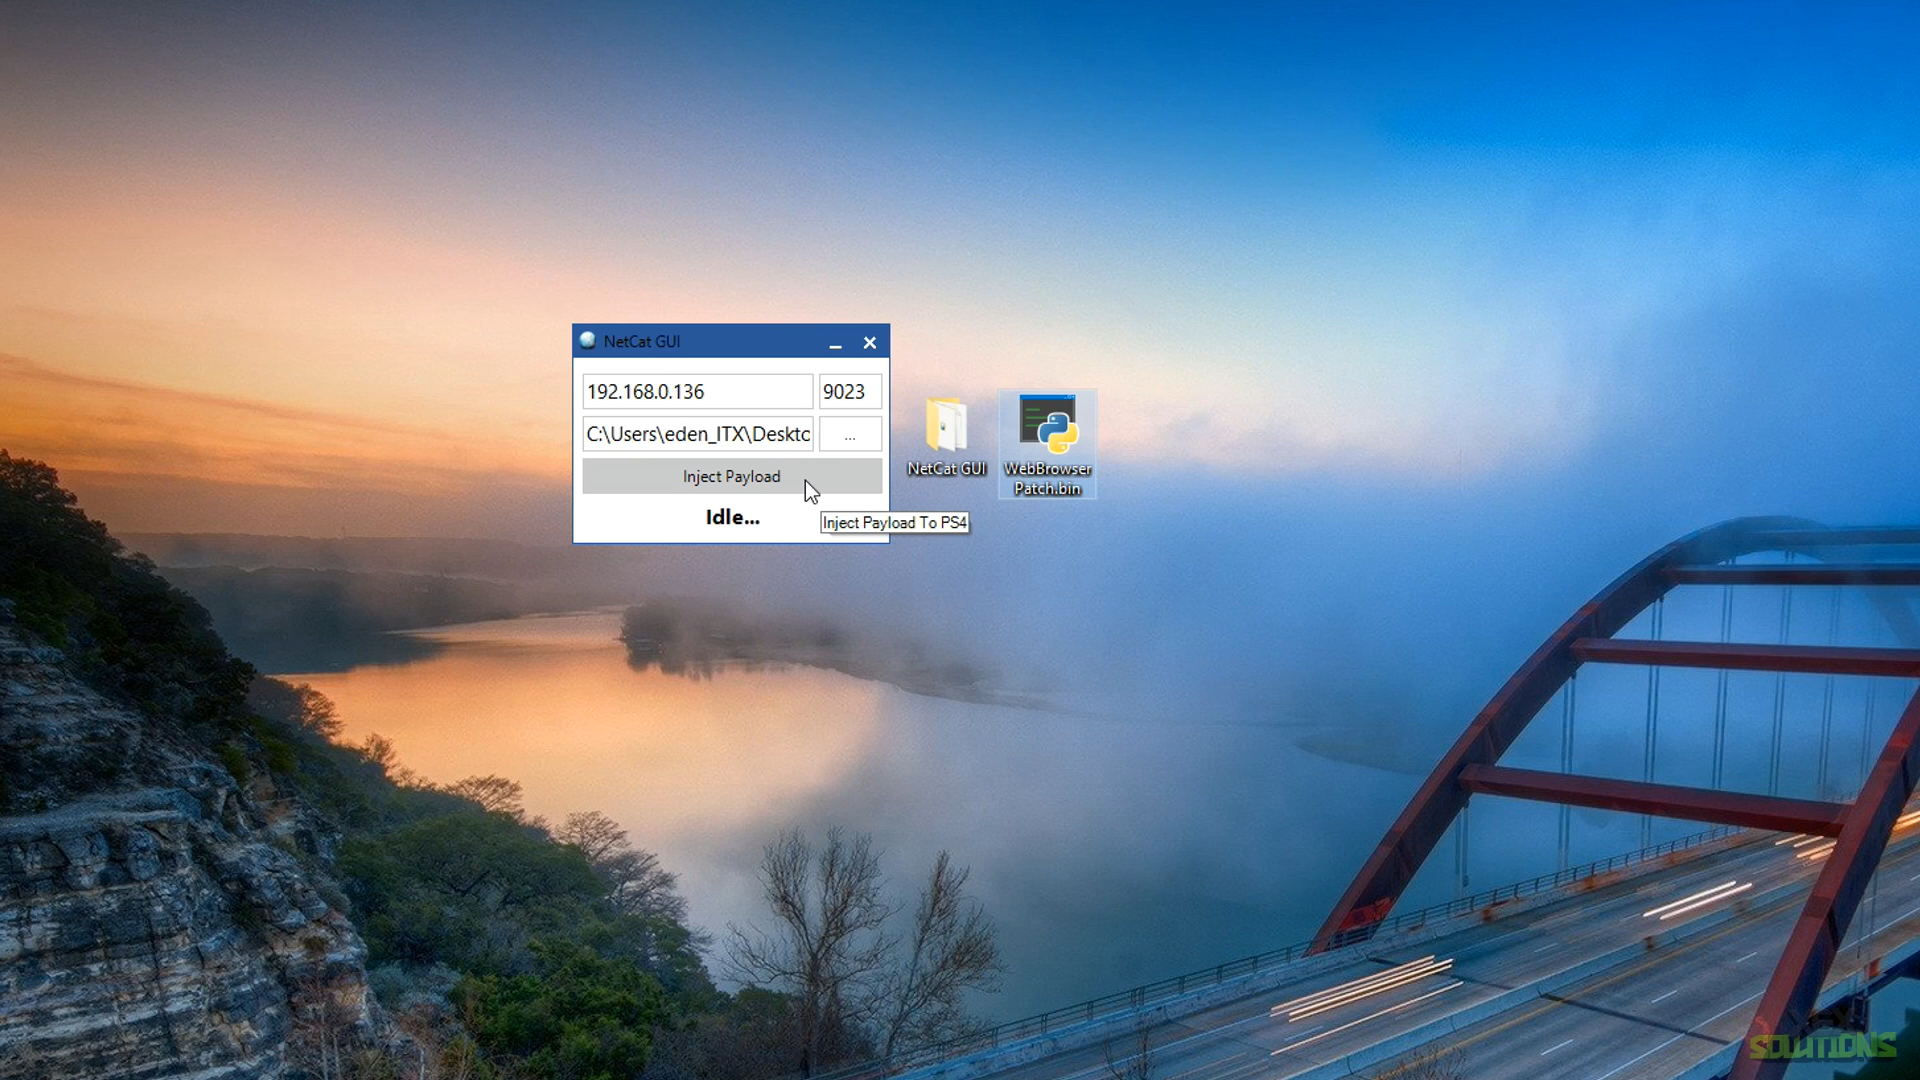 NetCat GUI
192.168.0.136
9023
C:\Users\eden_ITX\Desktc
...
Inject Payload
Idle...
Inject Payload To PS4
NetCat GUI
WebBrowser
Patch.bin
SOLUTIONS